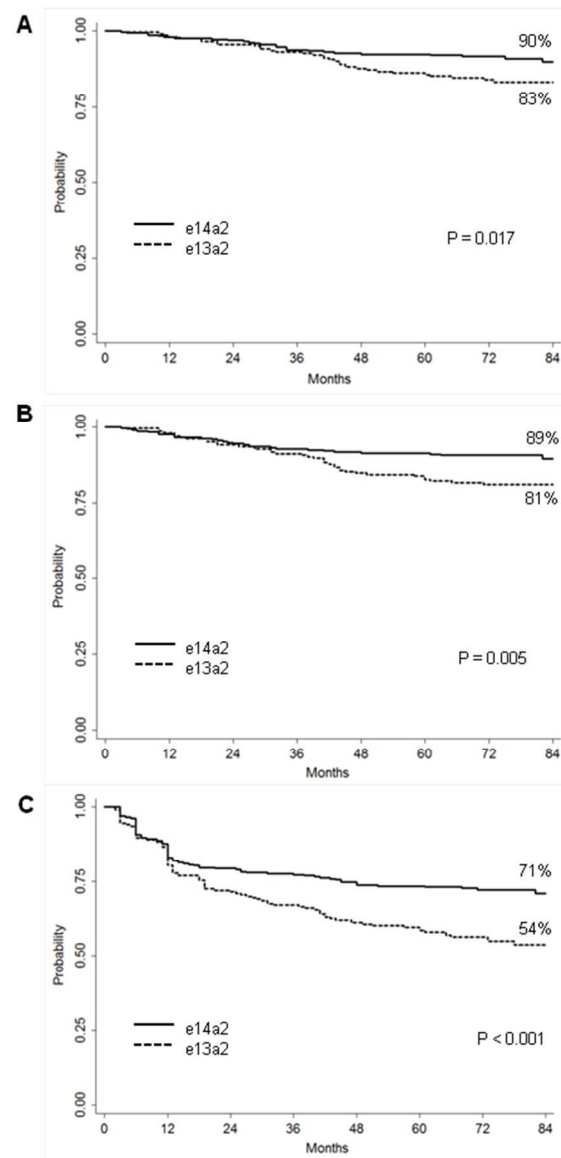 A
Probability
1.00
0.75
0.50
0.25
0.00
90%
83%
e14a2
e13a2
P = 0.017
0 12 24 36 48 60 72 84
Months
B
Probability
1.00
0.75
0.50
0.25
0.00
89%
81%
e14a2
e13a2
P = 0.005
0 12 24 36 48 60 72 84
Months
C
Probability
1.00
0.75
0.50
0.25
0.00
71%
54%
e14a2
e13a2
P < 0.001
0 12 24 36 48 60 72 84
Months